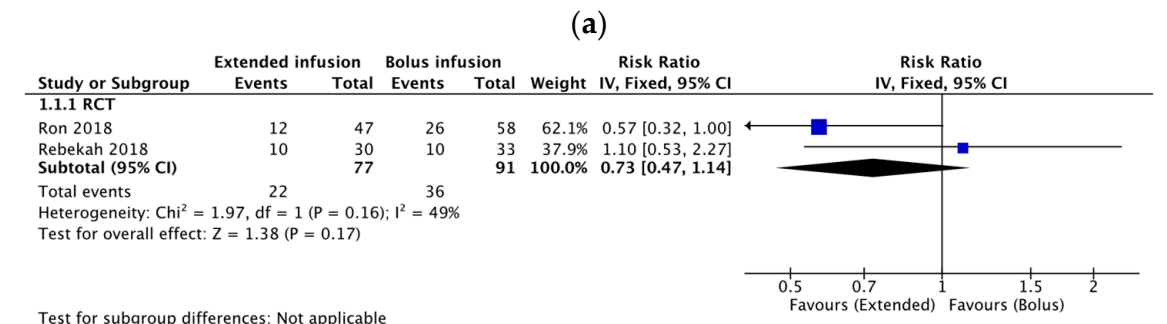 (a)
Extended infusion Bolus infusion Risk Ratio Risk Ratio
Study or Subgroup Events Total Events Total Weight IV, Fixed, 95% CI IV, Fixed, 95% CI
1.1.1 RCT
Ron 2018 12 47 26 58 62.1% 0.57 [0.32, 1.00]
Rebekah 2018 10 30 10 33 37.9% 1.10 [0.53, 2.27]
Subtotal (95% CI) 77 91 100.0% 0.73 [0.47, 1.14]
Total events 22 36
Heterogeneity: Chi² = 1.97, df = 1 (P = 0.16); I² = 49%
Test for overall effect: Z = 1.38 (P = 0.17)
0.5 0.7 1 1.5 2
Favours (Extended) Favours (Bolus)
Test for subgroup differences: Not applicable